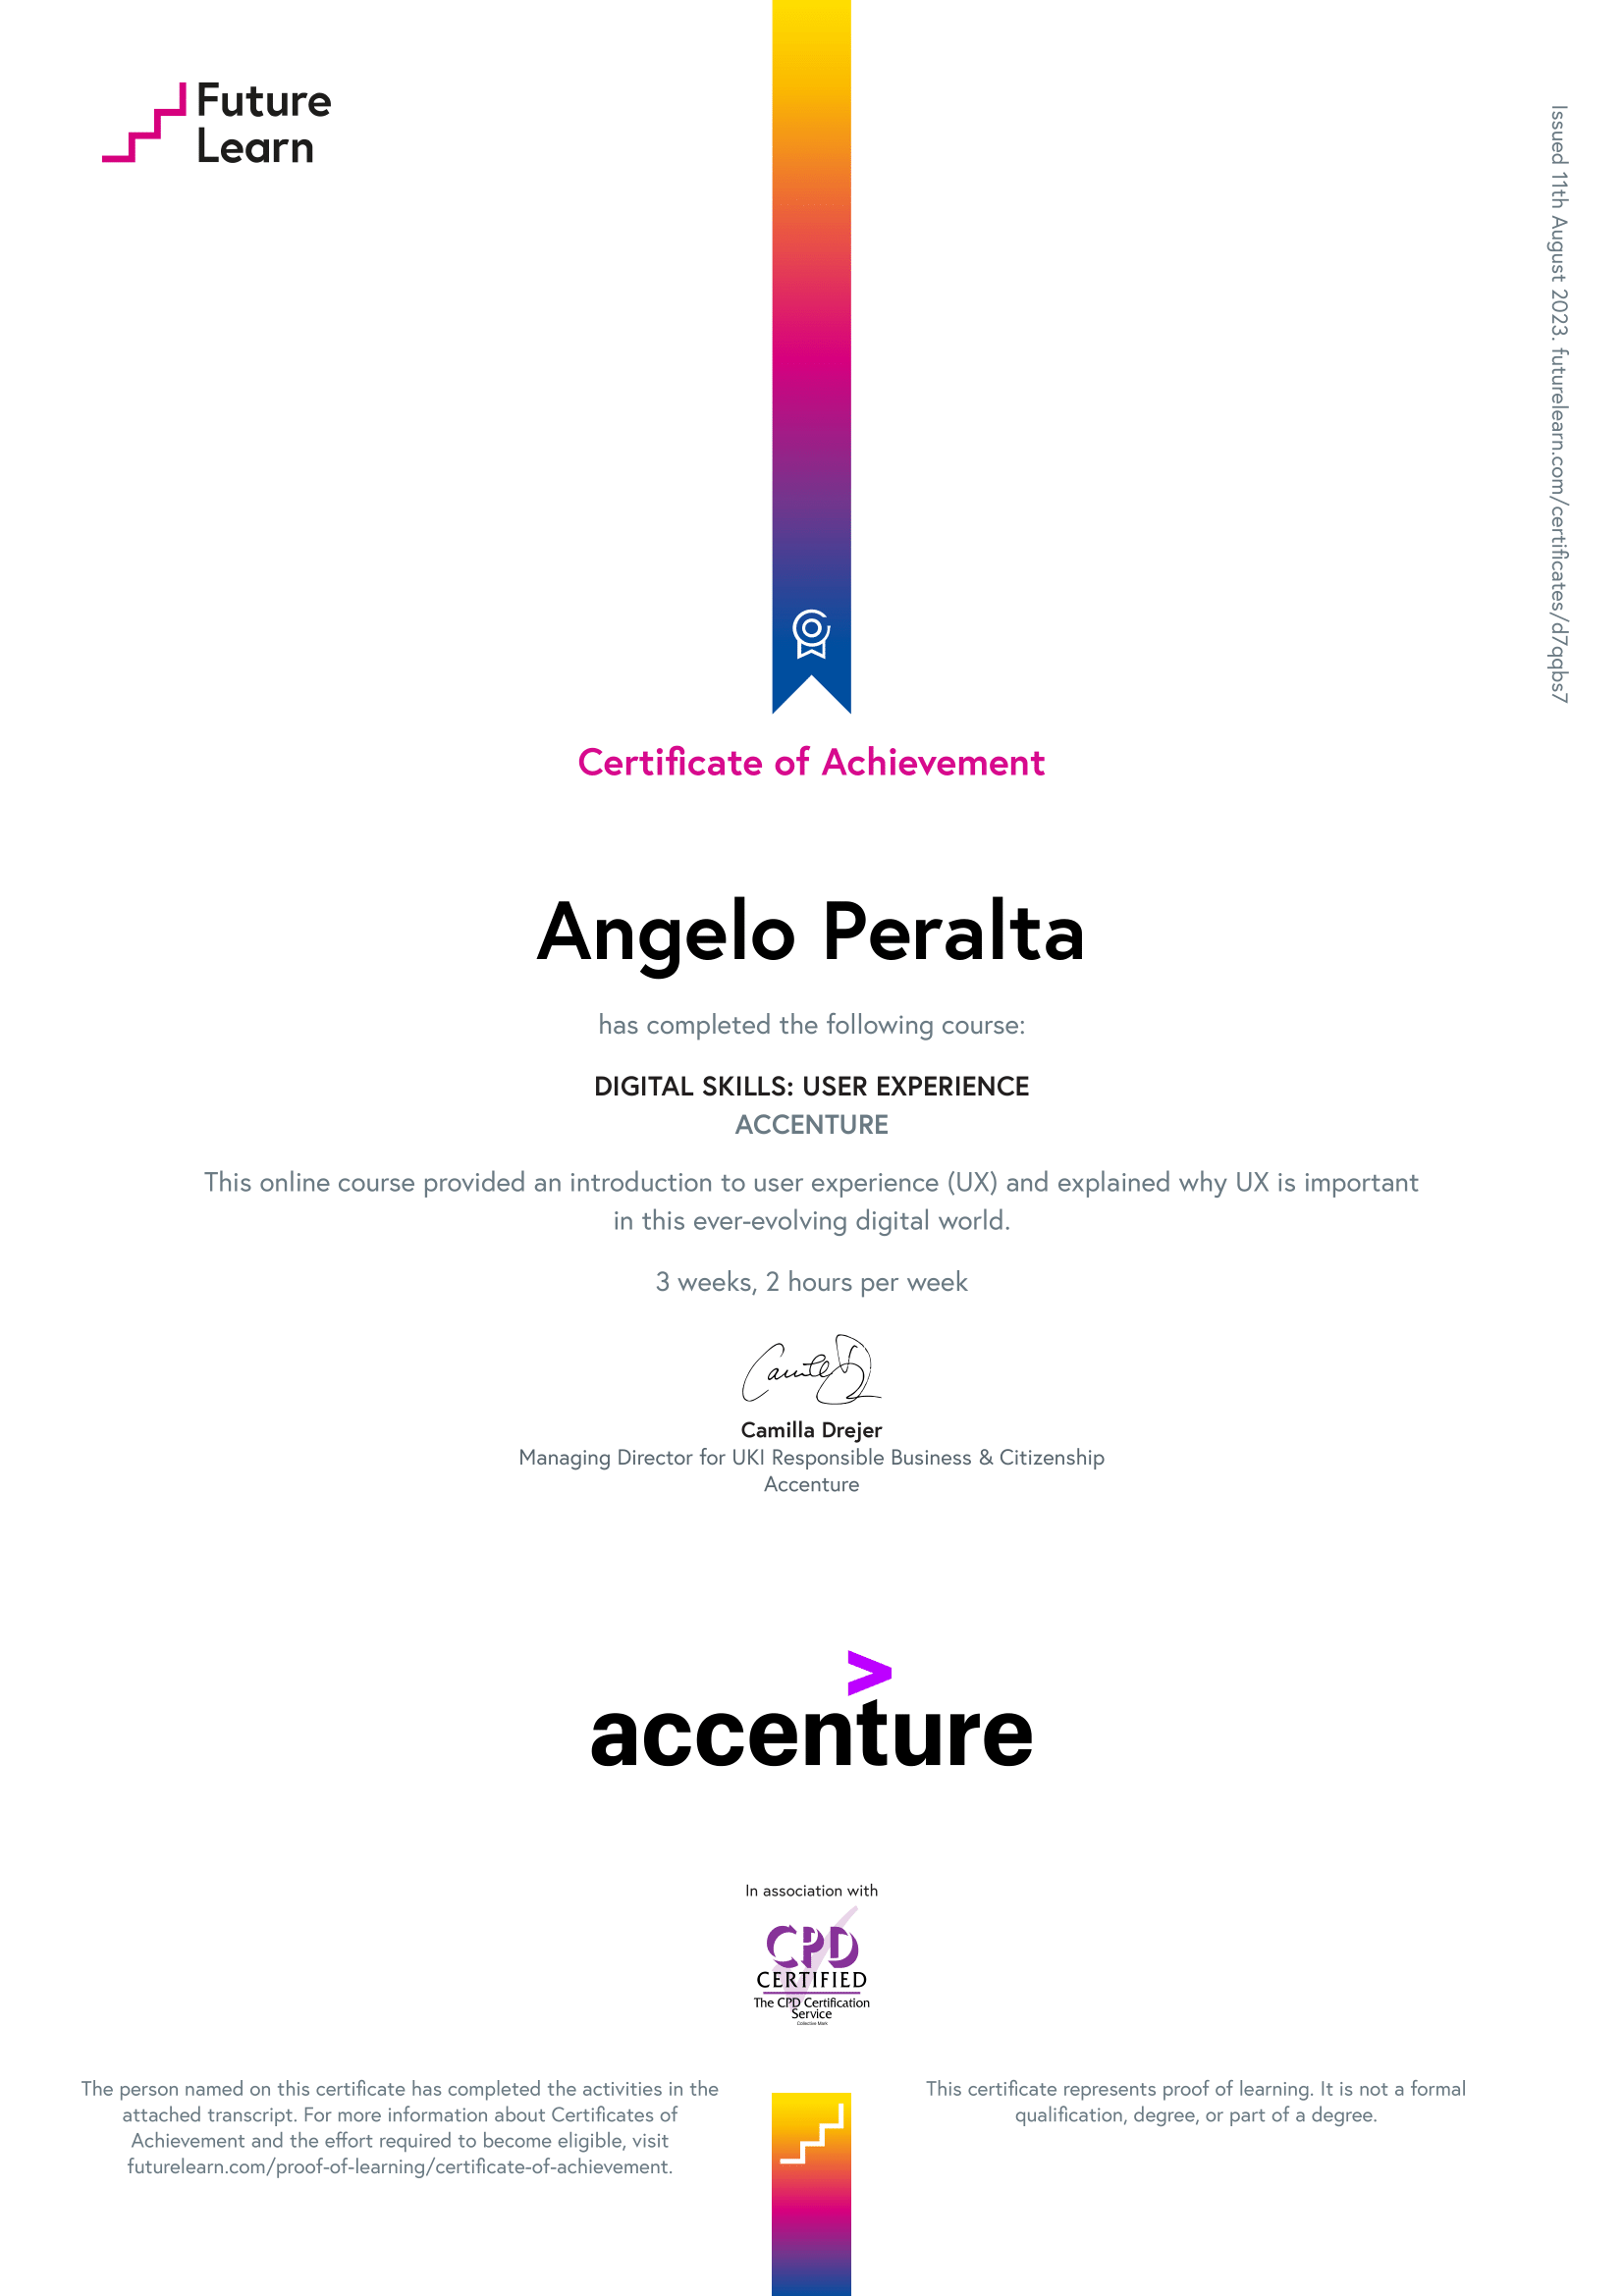 Future
Learn
Issued 11th August 2023. futurelearn.com/certificates/d7qqbs7
Certificate of Achievement
Angelo Peralta
has completed the following course:
DIGITAL SKILLS: USER EXPERIENCE
ACCENTURE
This online course provided an introduction to user experience (UX) and explained why UX is important
in this ever-evolving digital world.
3 weeks, 2 hours per week
Camilla Drejer
Managing Director for UKI Responsible Business & Citizenship
Accenture
accenture
In association with
CPD
CERTIFIED
The CPD Certification
Service
Collective Mark
The person named on this certificate has completed the activities in the
attached transcript. For more information about Certificates of
Achievement and the effort required to become eligible, visit
futurelearn.com/proof-of-learning/certificate-of-achievement.
This certificate represents proof of learning. It is not a formal
qualification, degree, or part of a degree.